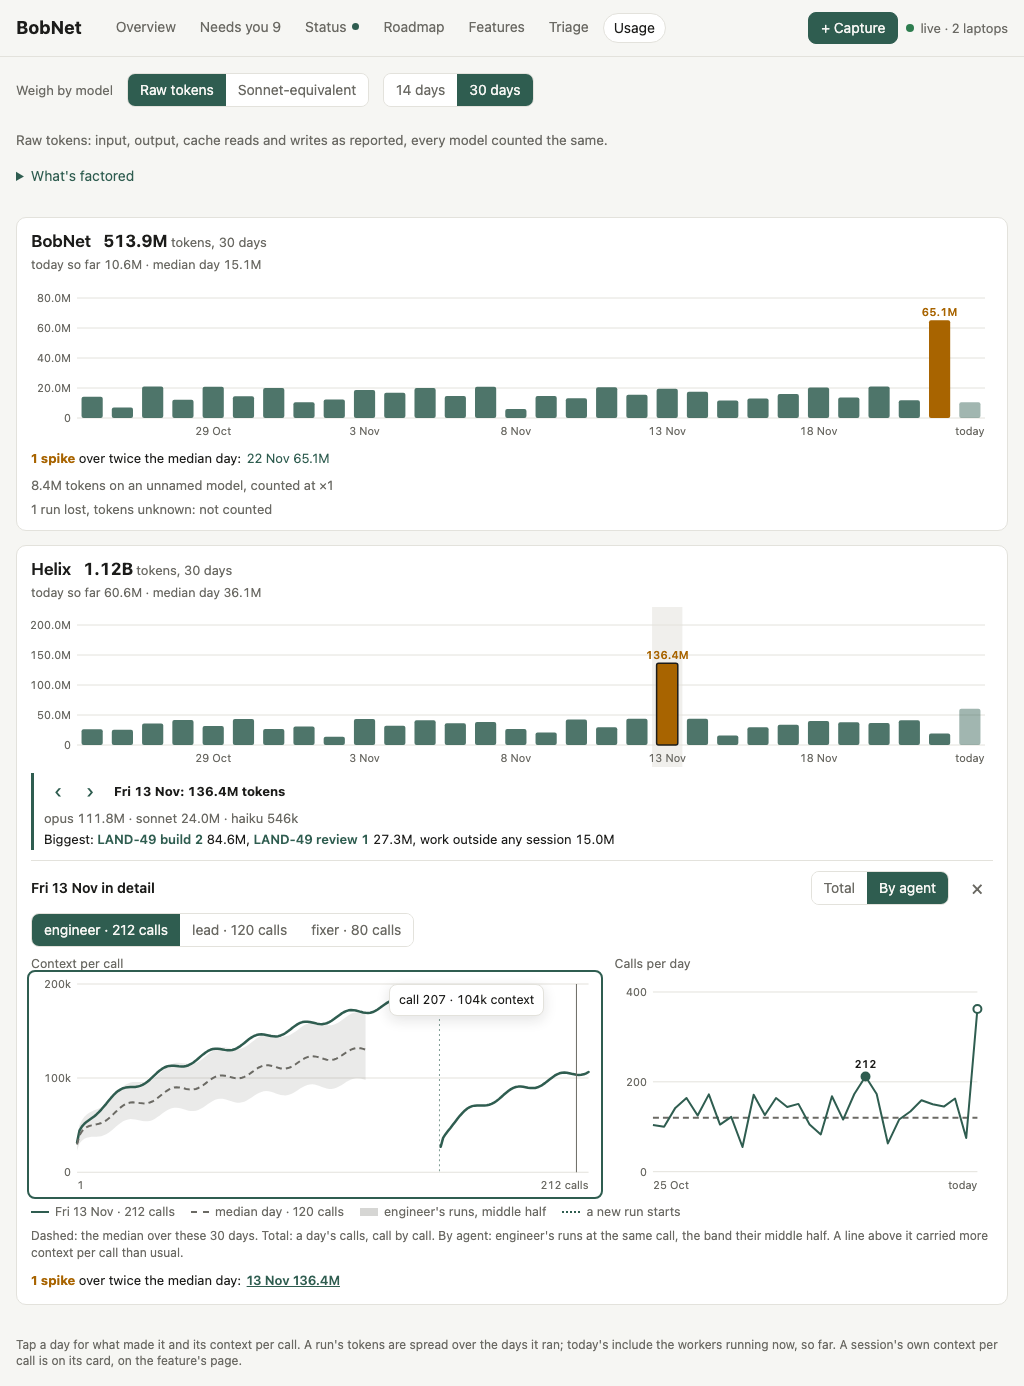 BobNet
Overview
Needs you 9
Status
Roadmap
Features
Triage
Usage
+ Capture
live · 2 laptops
Weigh by model
Raw tokens
Sonnet-equivalent
14 days
30 days
Raw tokens: input, output, cache reads and writes as reported, every model counted the same.
What's factored
BobNet 513.9M tokens, 30 days
today so far 10.6M · median day 15.1M
80.0M
60.0M
40.0M
20.0M
0
65.1M
29 Oct
3 Nov
8 Nov
13 Nov
18 Nov
today
1 spike over twice the median day: 22 Nov 65.1M
8.4M tokens on an unnamed model, counted at ×1
1 run lost, tokens unknown: not counted
Helix 1.12B tokens, 30 days
today so far 60.6M · median day 36.1M
200.0M
150.0M
100.0M
50.0M
0
136.4M
29 Oct
3 Nov
8 Nov
13 Nov
18 Nov
today
‹ › Fri 13 Nov: 136.4M tokens
opus 111.8M · sonnet 24.0M · haiku 546k
Biggest: LAND-49 build 2 84.6M, LAND-49 review 1 27.3M, work outside any session 15.0M
Fri 13 Nov in detail
Total
By agent
×
engineer · 212 calls
lead · 120 calls
fixer · 80 calls
Context per call
200k
100k
0
call 207 · 104k context
1
212 calls
Calls per day
400
200
0
212
25 Oct
today
Fri 13 Nov · 212 calls
median day · 120 calls
engineer's runs, middle half
a new run starts
Dashed: the median over these 30 days. Total: a day's calls, call by call. By agent: engineer's runs at the same call, the band their middle half. A line above it carried more
context per call than usual.
1 spike over twice the median day: 13 Nov 136.4M
Tap a day for what made it and its context per call. A run's tokens are spread over the days it ran; today's include the workers running now, so far. A session's own context per
call is on its card, on the feature's page.